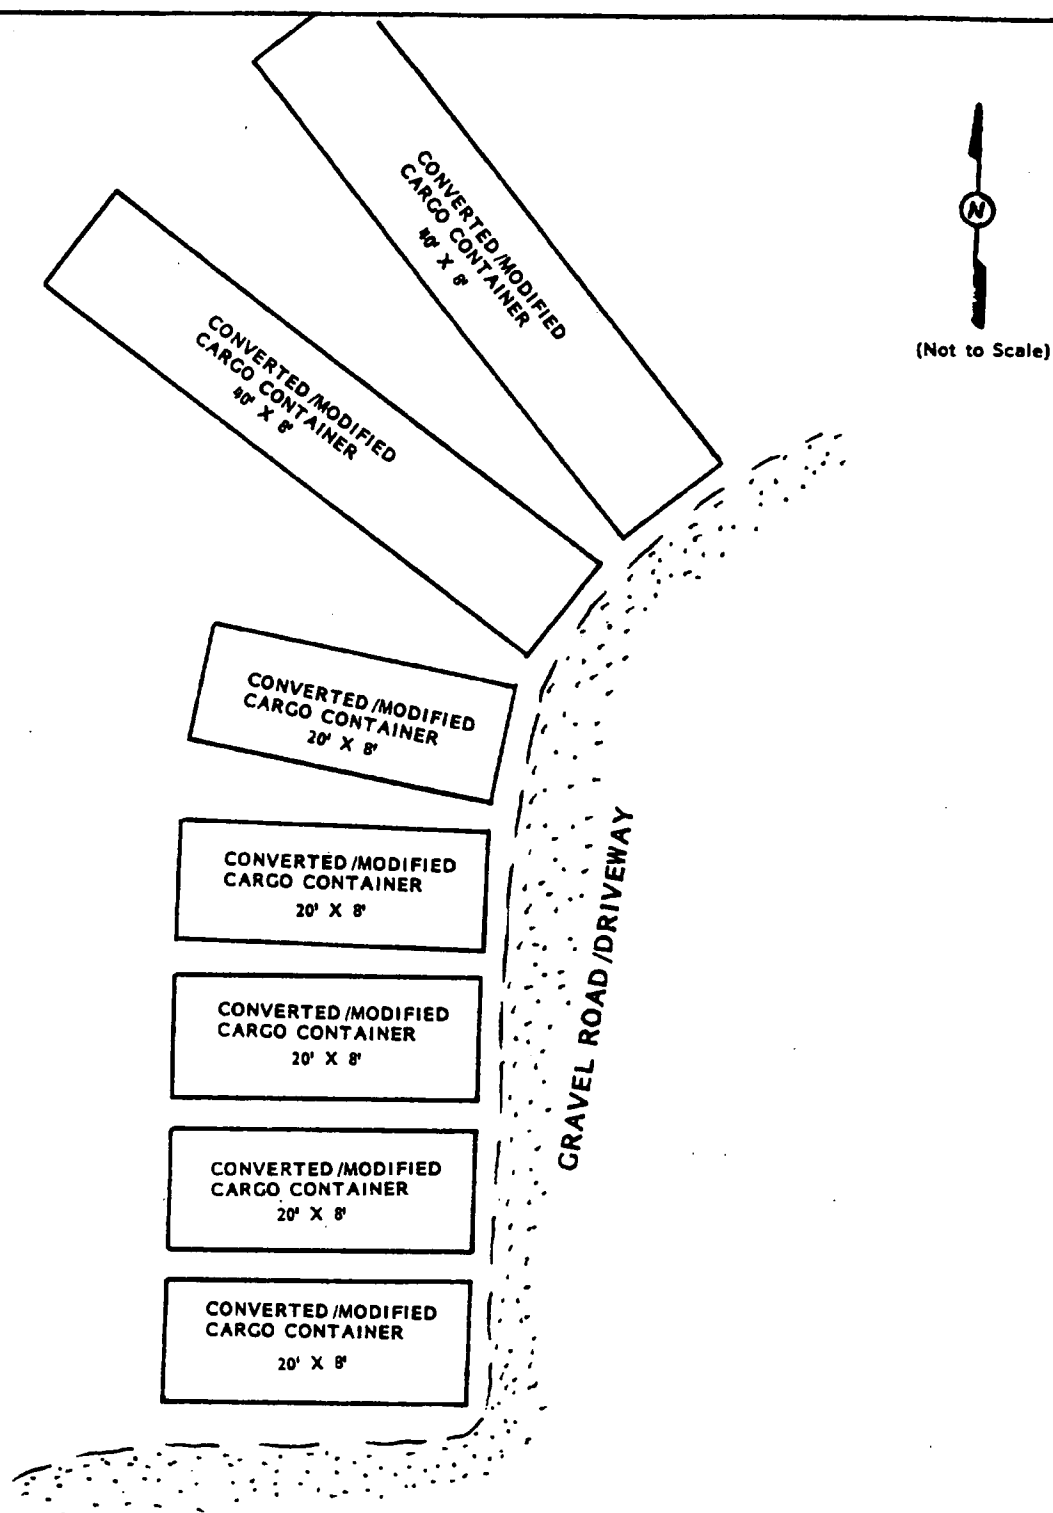 CONVERTED/MODIFIED
CARGO CONTAINER
40' X 8'
N
(Not to Scale)
CONVERTED/MODIFIED
CARGO CONTAINER
40' X 8'
CONVERTED/MODIFIED
CARGO CONTAINER
20' X 8'
CONVERTED/MODIFIED
CARGO CONTAINER
20' X 8'
CONVERTED/MODIFIED
CARGO CONTAINER
20' X 8'
CONVERTED/MODIFIED
CARGO CONTAINER
20' X 8'
CONVERTED/MODIFIED
CARGO CONTAINER
20' X 8'
GRAVEL ROAD/DRIVEWAY